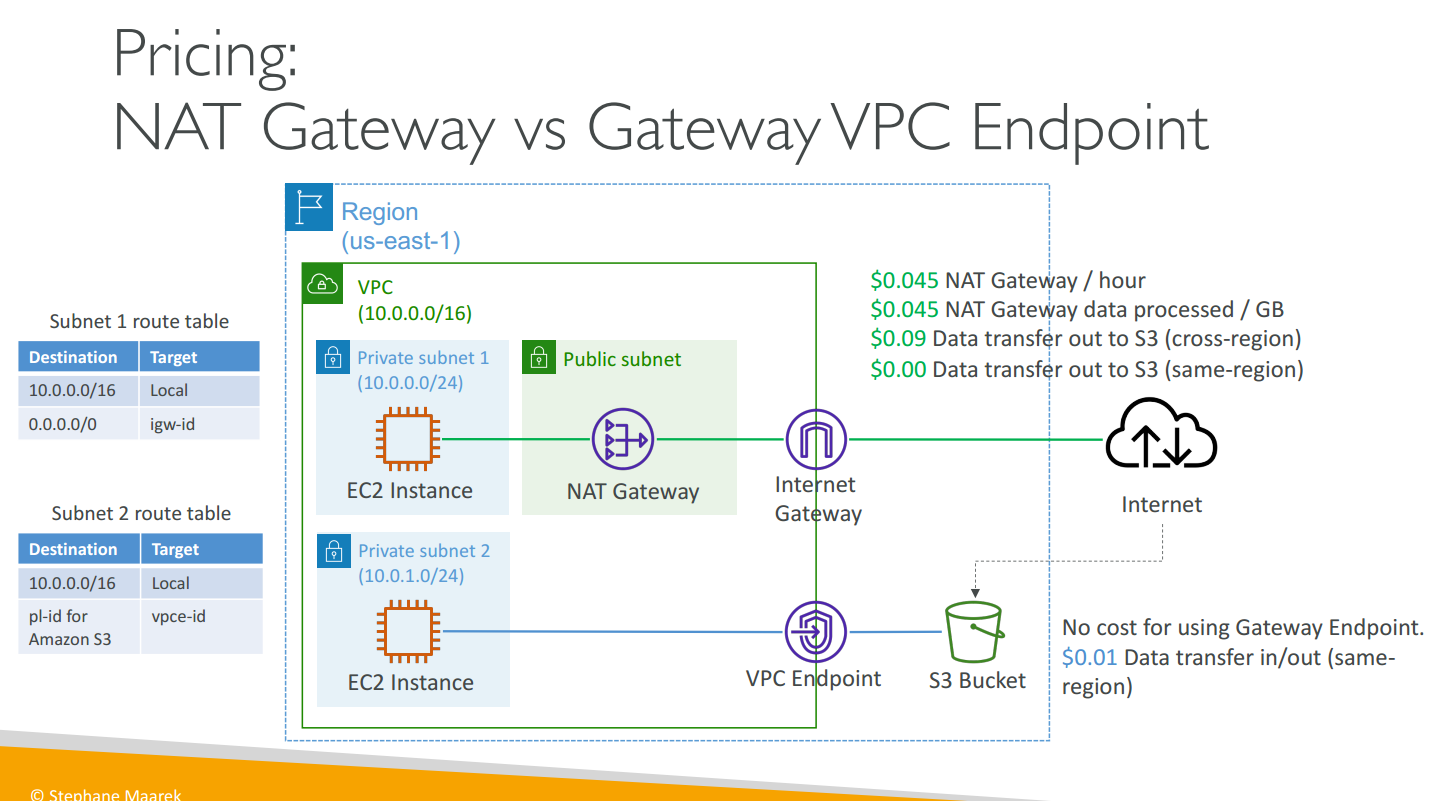 Pricing:
NAT Gateway vs Gateway VPC Endpoint
Region
(us-east-1)
VPC
(10.0.0.0/16)
$0.045 NAT Gateway / hour
$0.045 NAT Gateway data processed / GB
$0.09 Data transfer out to S3 (cross-region)
$0.00 Data transfer out to S3 (same-region)
Subnet 1 route table
Destination Target
10.0.0.0/16 Local
0.0.0.0/0 igw-id
Private subnet 1
(10.0.0.0/24)
EC2 Instance
Public subnet
NAT Gateway
Internet
Gateway
Internet
Subnet 2 route table
Destination Target
10.0.0.0/16 Local
pl-id for vpce-id
Amazon S3
Private subnet 2
(10.0.1.0/24)
EC2 Instance
VPC Endpoint
S3 Bucket
No cost for using Gateway Endpoint.
$0.01 Data transfer in/out (same-
region)
© Stephane Maarek